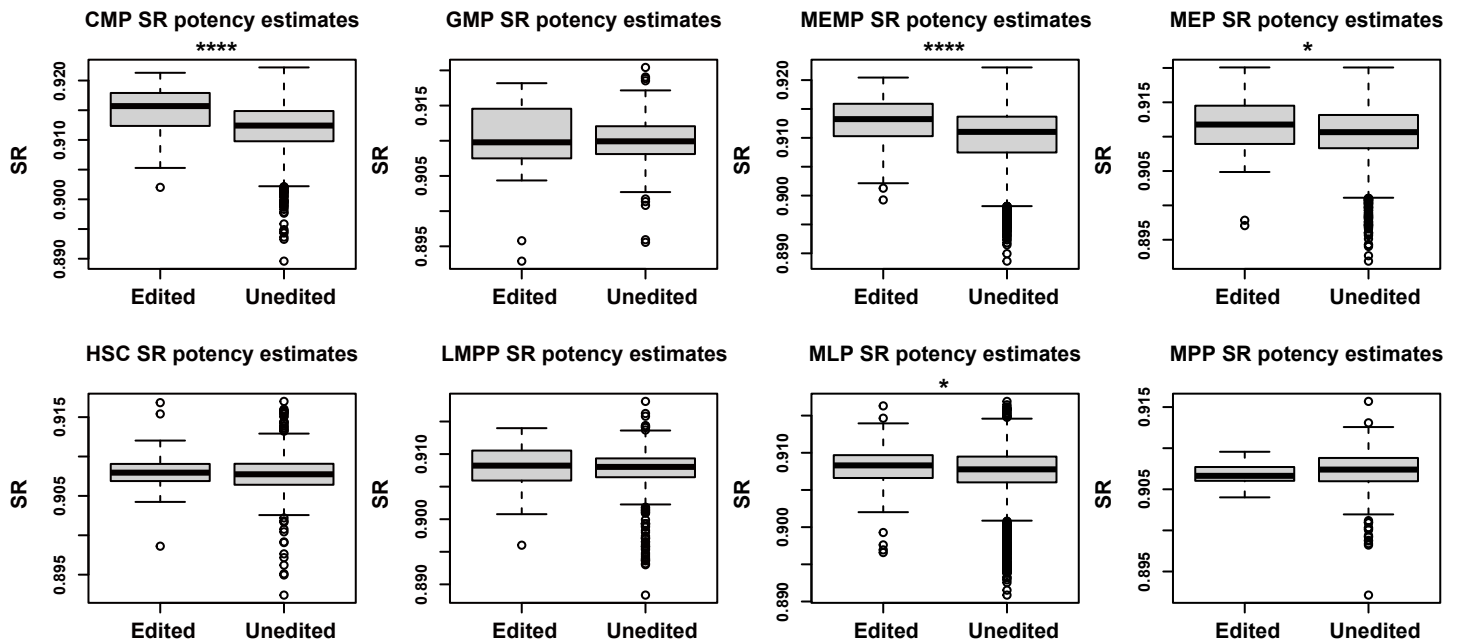 CMP SR potency estimates
****
SR
0.890
0.900
0.910
0.920
Edited
Unedited
GMP SR potency estimates
SR
0.895
0.905
0.915
Edited
Unedited
MEMP SR potency estimates
****
SR
0.890
0.900
0.910
0.920
Edited
Unedited
MEP SR potency estimates
*
SR
0.895
0.905
0.915
Edited
Unedited
HSC SR potency estimates
SR
0.895
0.905
0.915
Edited
Unedited
LMPP SR potency estimates
SR
0.890
0.900
0.910
Edited
Unedited
MLP SR potency estimates
*
SR
0.890
0.900
0.910
Edited
Unedited
MPP SR potency estimates
SR
0.895
0.905
0.915
Edited
Unedited